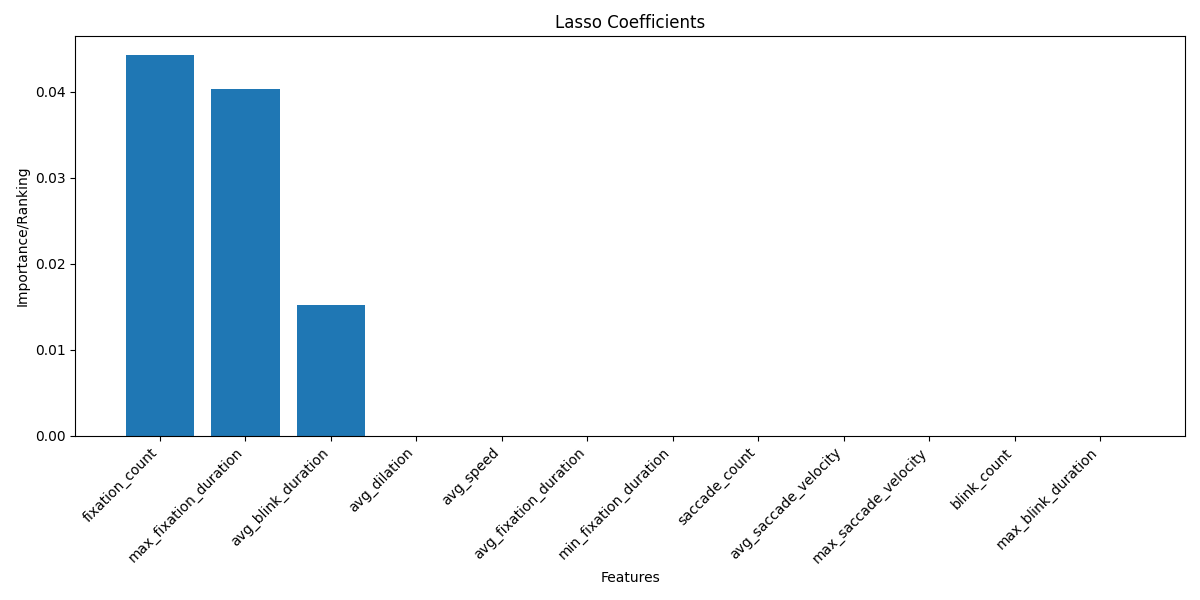 Lasso Coefficients
Importance/Ranking
0.04
0.03
0.02
0.01
0.00
fixation_count
max_fixation_duration
avg_blink_duration
avg_dilation
avg_speed
avg_fixation_duration
min_fixation_duration
saccade_count
avg_saccade_velocity
max_saccade_velocity
blink_count
max_blink_duration
Features